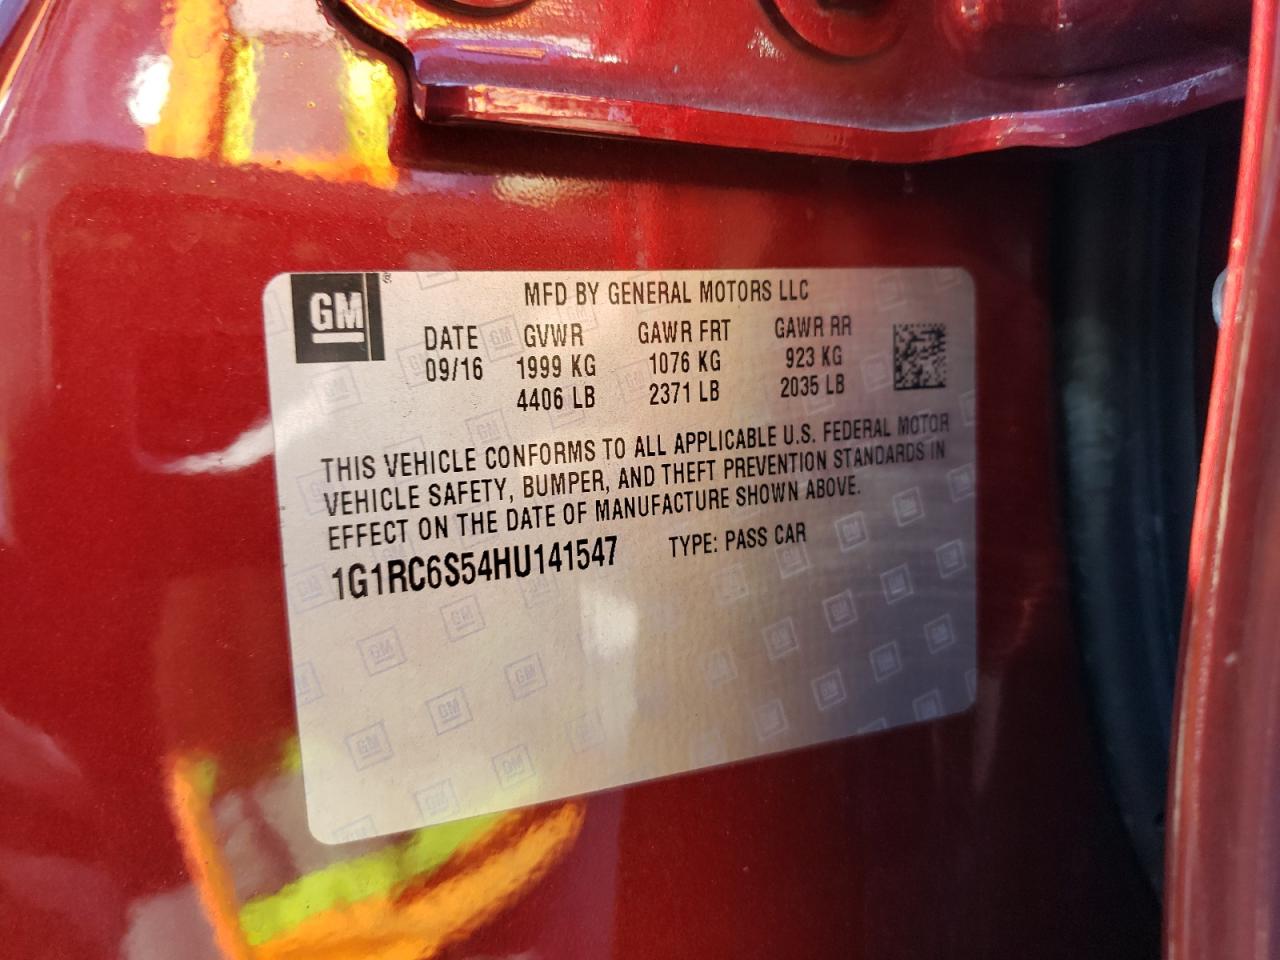 GM
MFD BY GENERAL MOTORS LLC
DATE GVWR GAWR FRT GAWR RR
09/16 1999 KG 1076 KG 923 KG
4406 LB 2371 LB 2035 LB
THIS VEHICLE CONFORMS TO ALL APPLICABLE U.S. FEDERAL MOTOR
VEHICLE SAFETY, BUMPER, AND THEFT PREVENTION STANDARDS IN
EFFECT ON THE DATE OF MANUFACTURE SHOWN ABOVE.
1G1RC6S54HU141547 TYPE: PASS CAR